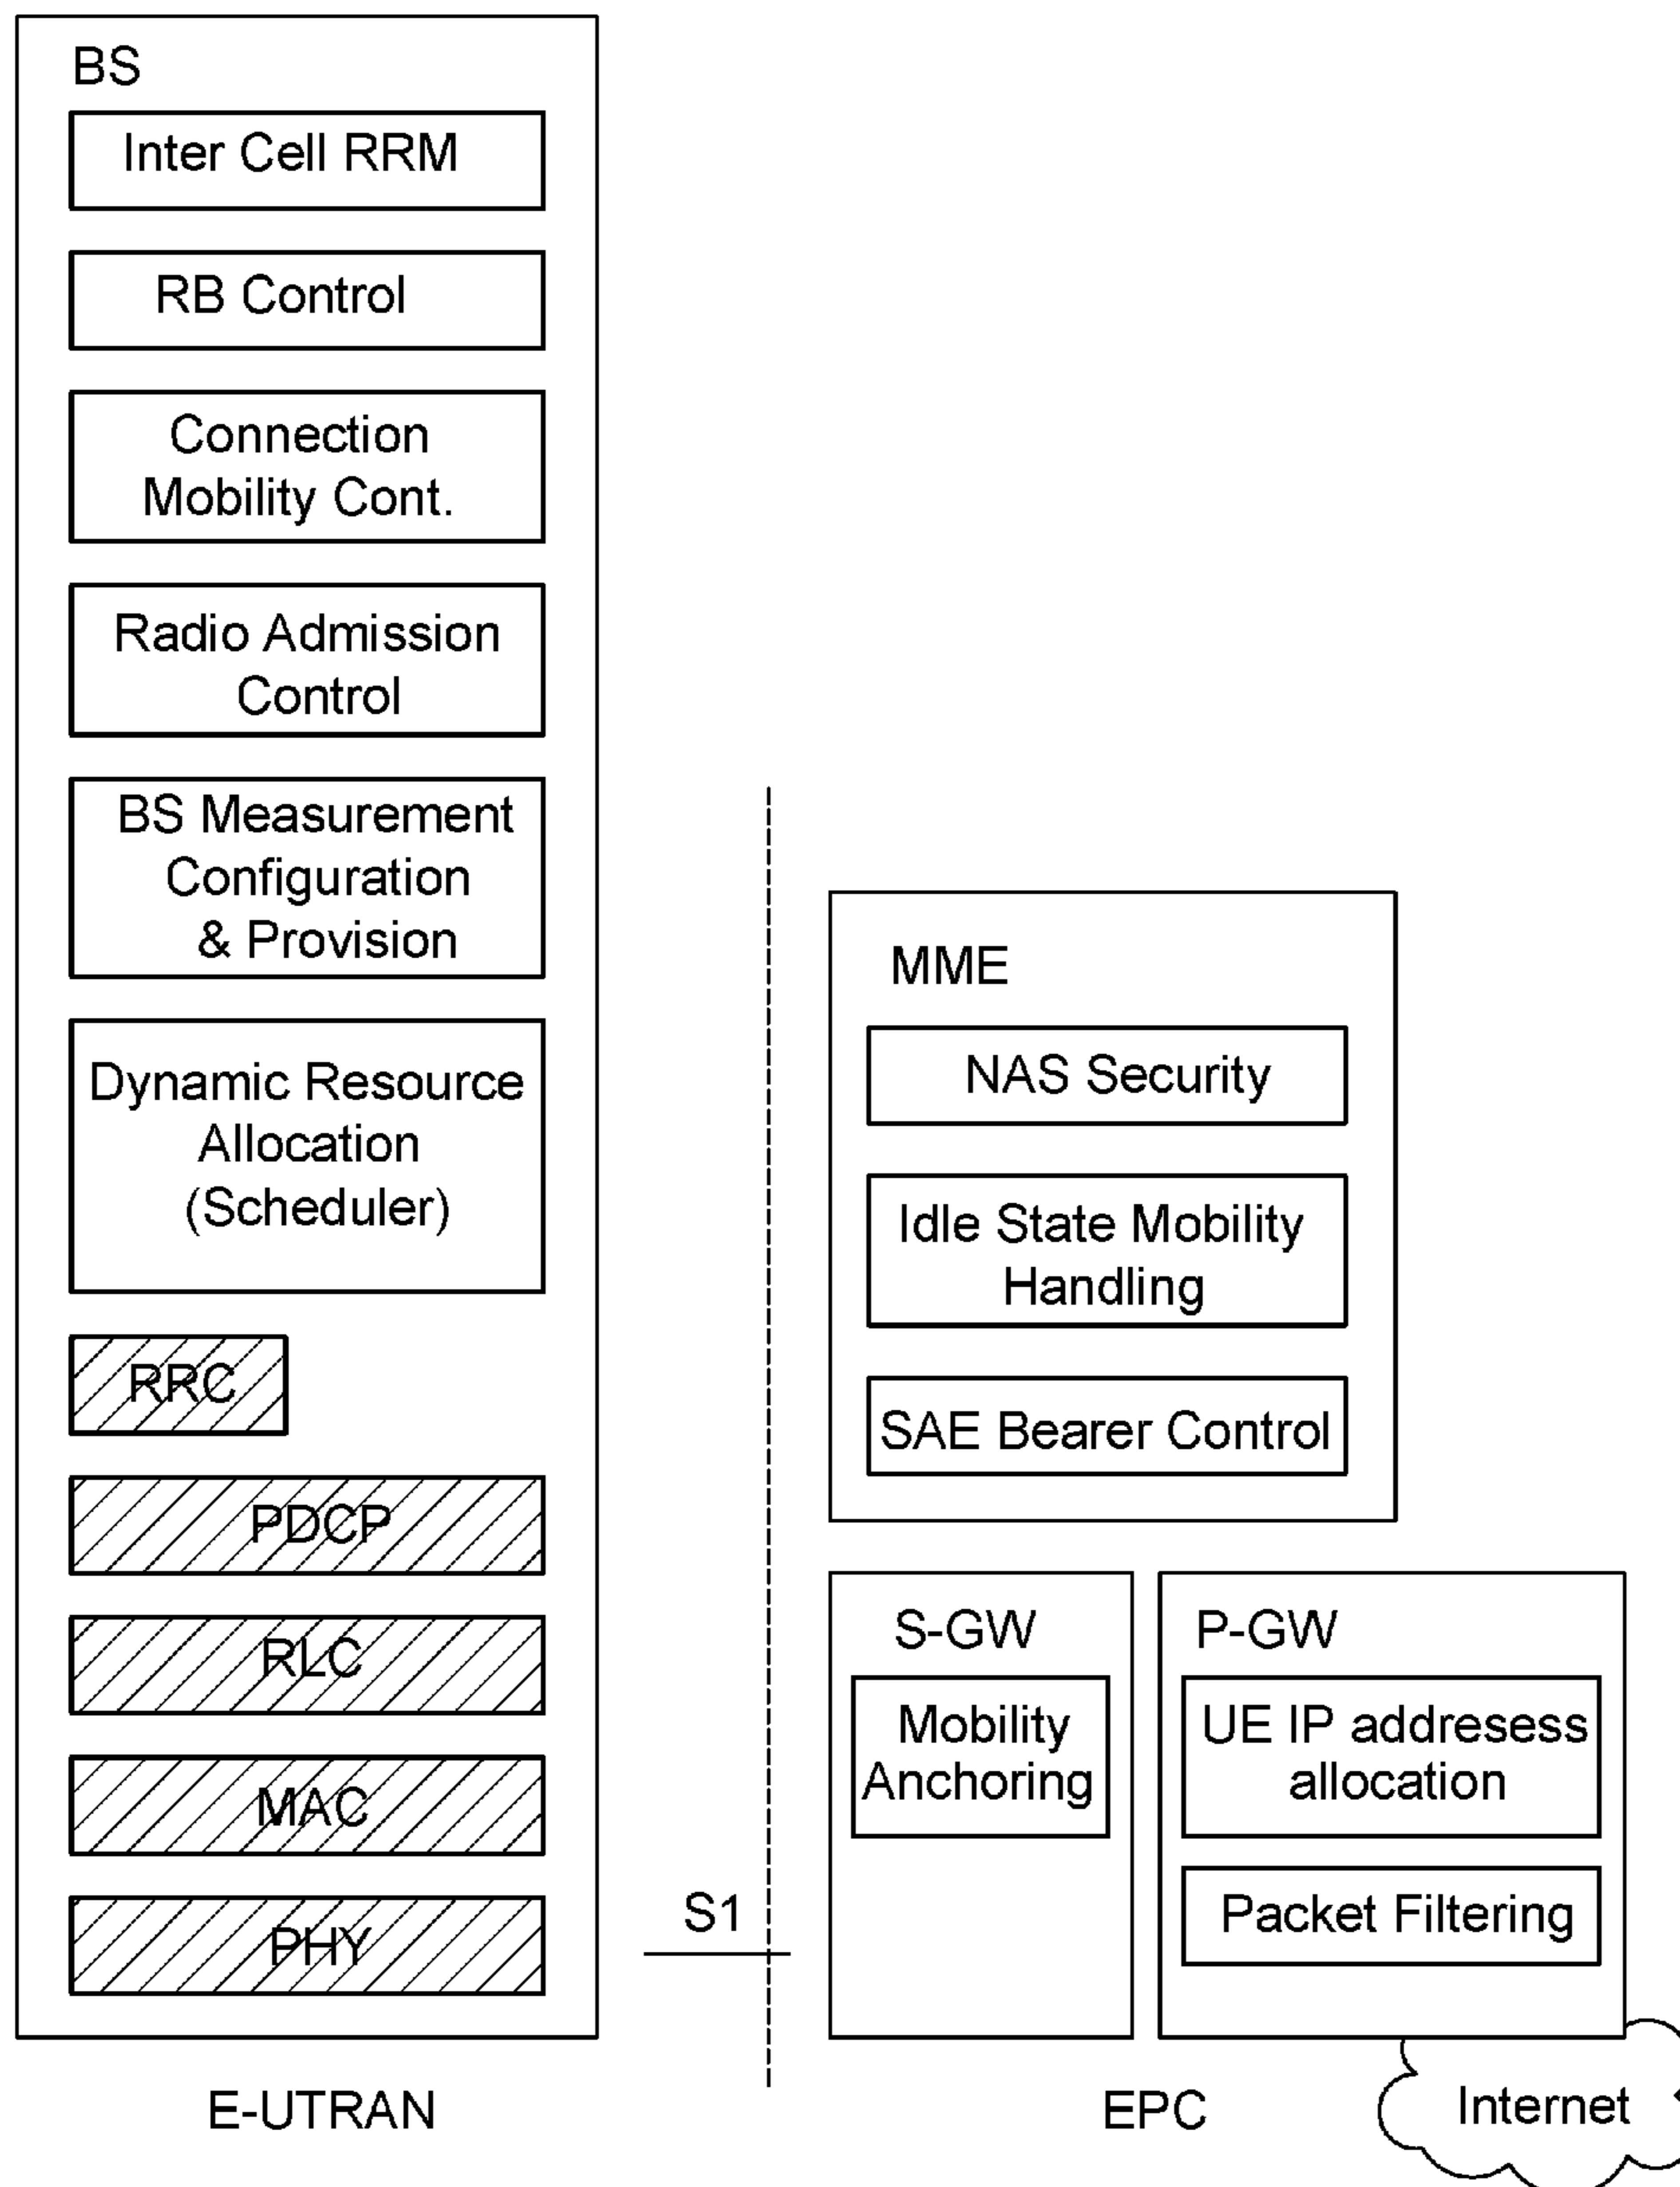 BS
Inter Cell RRM
RB Control
Connection
Mobility Cont.
Radio Admission
Control
BS Measurement
Configuration
& Provision
Dynamic Resource
Allocation
(Scheduler)
RRC
PDCP
RLC
MAC
PHY
E-UTRAN
S1
MME
NAS Security
Idle State Mobility
Handling
SAE Bearer Control
S-GW
Mobility
Anchoring
P-GW
UE IP addresess
allocation
Packet Filtering
EPC
Internet